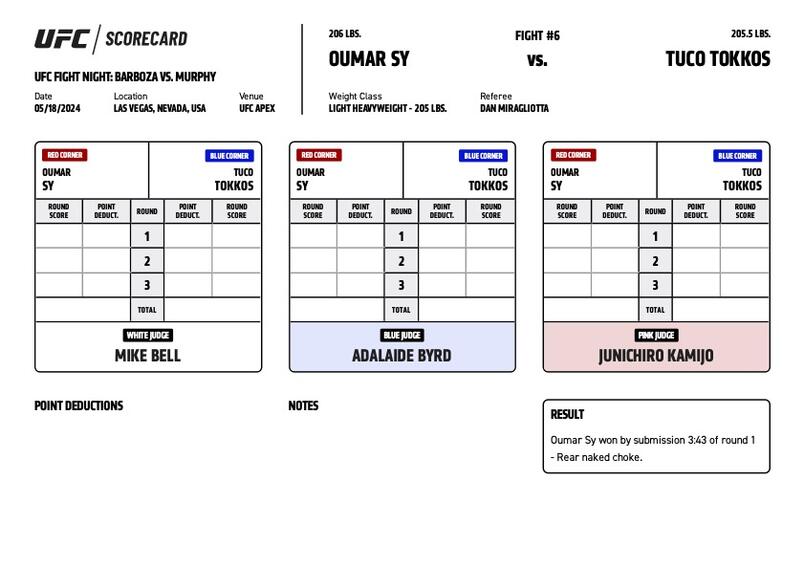 UFC / SCORECARD
UFC FIGHT NIGHT: BARBOZA VS. MURPHY
Date Location Venue
05/18/2024 LAS VEGAS, NEVADA, USA UFC APEX
206 LBS. FIGHT #6 205.5 LBS.
OUMAR SY vs. TUCO TOKKOS
Weight Class Referee
LIGHT HEAVYWEIGHT - 205 LBS. DAN MIRAGLIOTTA
RED CORNER BLUE CORNER
OUMAR TUCO
SY TOKKOS
ROUND SCORE POINT DEDUCT. ROUND POINT DEDUCT. ROUND SCORE
1
2
3
TOTAL
WHITE JUDGE
MIKE BELL
RED CORNER BLUE CORNER
OUMAR TUCO
SY TOKKOS
ROUND SCORE POINT DEDUCT. ROUND POINT DEDUCT. ROUND SCORE
1
2
3
TOTAL
BLUE JUDGE
ADALAIDE BYRD
RED CORNER BLUE CORNER
OUMAR TUCO
SY TOKKOS
ROUND SCORE POINT DEDUCT. ROUND POINT DEDUCT. ROUND SCORE
1
2
3
TOTAL
PINK JUDGE
JUNICHIRO KAMIJO
POINT DEDUCTIONS
NOTES
RESULT
Oumar Sy won by submission 3:43 of round 1
- Rear naked choke.